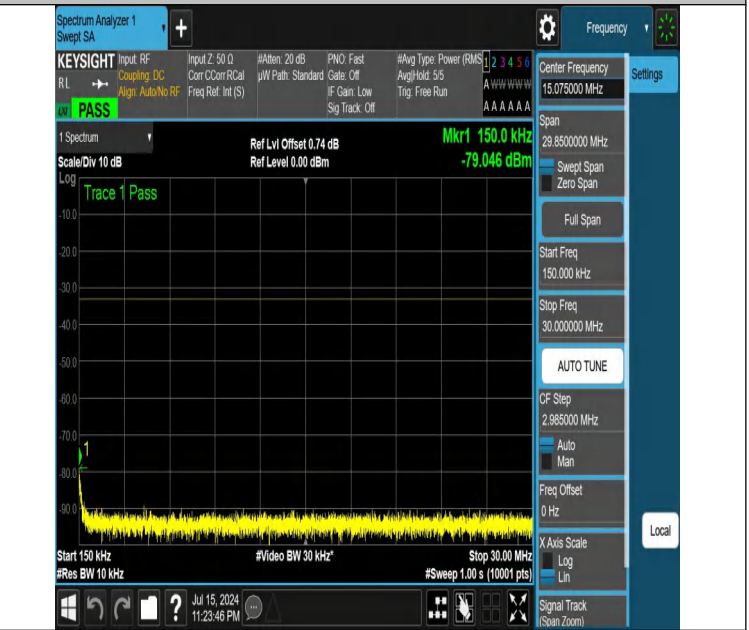 Spectrum Analyzer 1
Swept SA
+
Frequency
KEYSIGHT
RL
PASS
Input: RF
Coupling: DC
Align: Auto/No RF
Input Z: 50 Ω
Corr CCorr RCal
Freq Ref: Int (S)
#Atten: 20 dB
µW Path: Standard
PNO: Fast
Gate: Off
IF Gain: Low
Sig Track: Off
#Avg Type: Power (RMS
Avg|Hold: 5/5
Trig: Free Run
1 2 3 4 5 6
A W W W W W
A A A A A A
1 Spectrum
Scale/Div 10 dB
Ref Lvl Offset 0.74 dB
Ref Level 0.00 dBm
Mkr1 150.0 kHz
-79.046 dBm
Log
Trace 1 Pass
-10.0
-20.0
-30.0
-40.0
-50.0
-60.0
-70.0
-80.0
-90.0
1
Start 150 kHz
#Res BW 10 kHz
#Video BW 30 kHz*
Stop 30.00 MHz
#Sweep 1.00 s (10001 pts)
Center Frequency
15.075000 MHz
Settings
Span
29.8500000 MHz
Swept Span
Zero Span
Full Span
Start Freq
150.000 kHz
Stop Freq
30.000000 MHz
AUTO TUNE
CF Step
2.985000 MHz
Auto
Man
Freq Offset
0 Hz
X Axis Scale
Log
Lin
Local
Signal Track
(Span Zoom)
?
Jul 15, 2024
11:23:46 PM